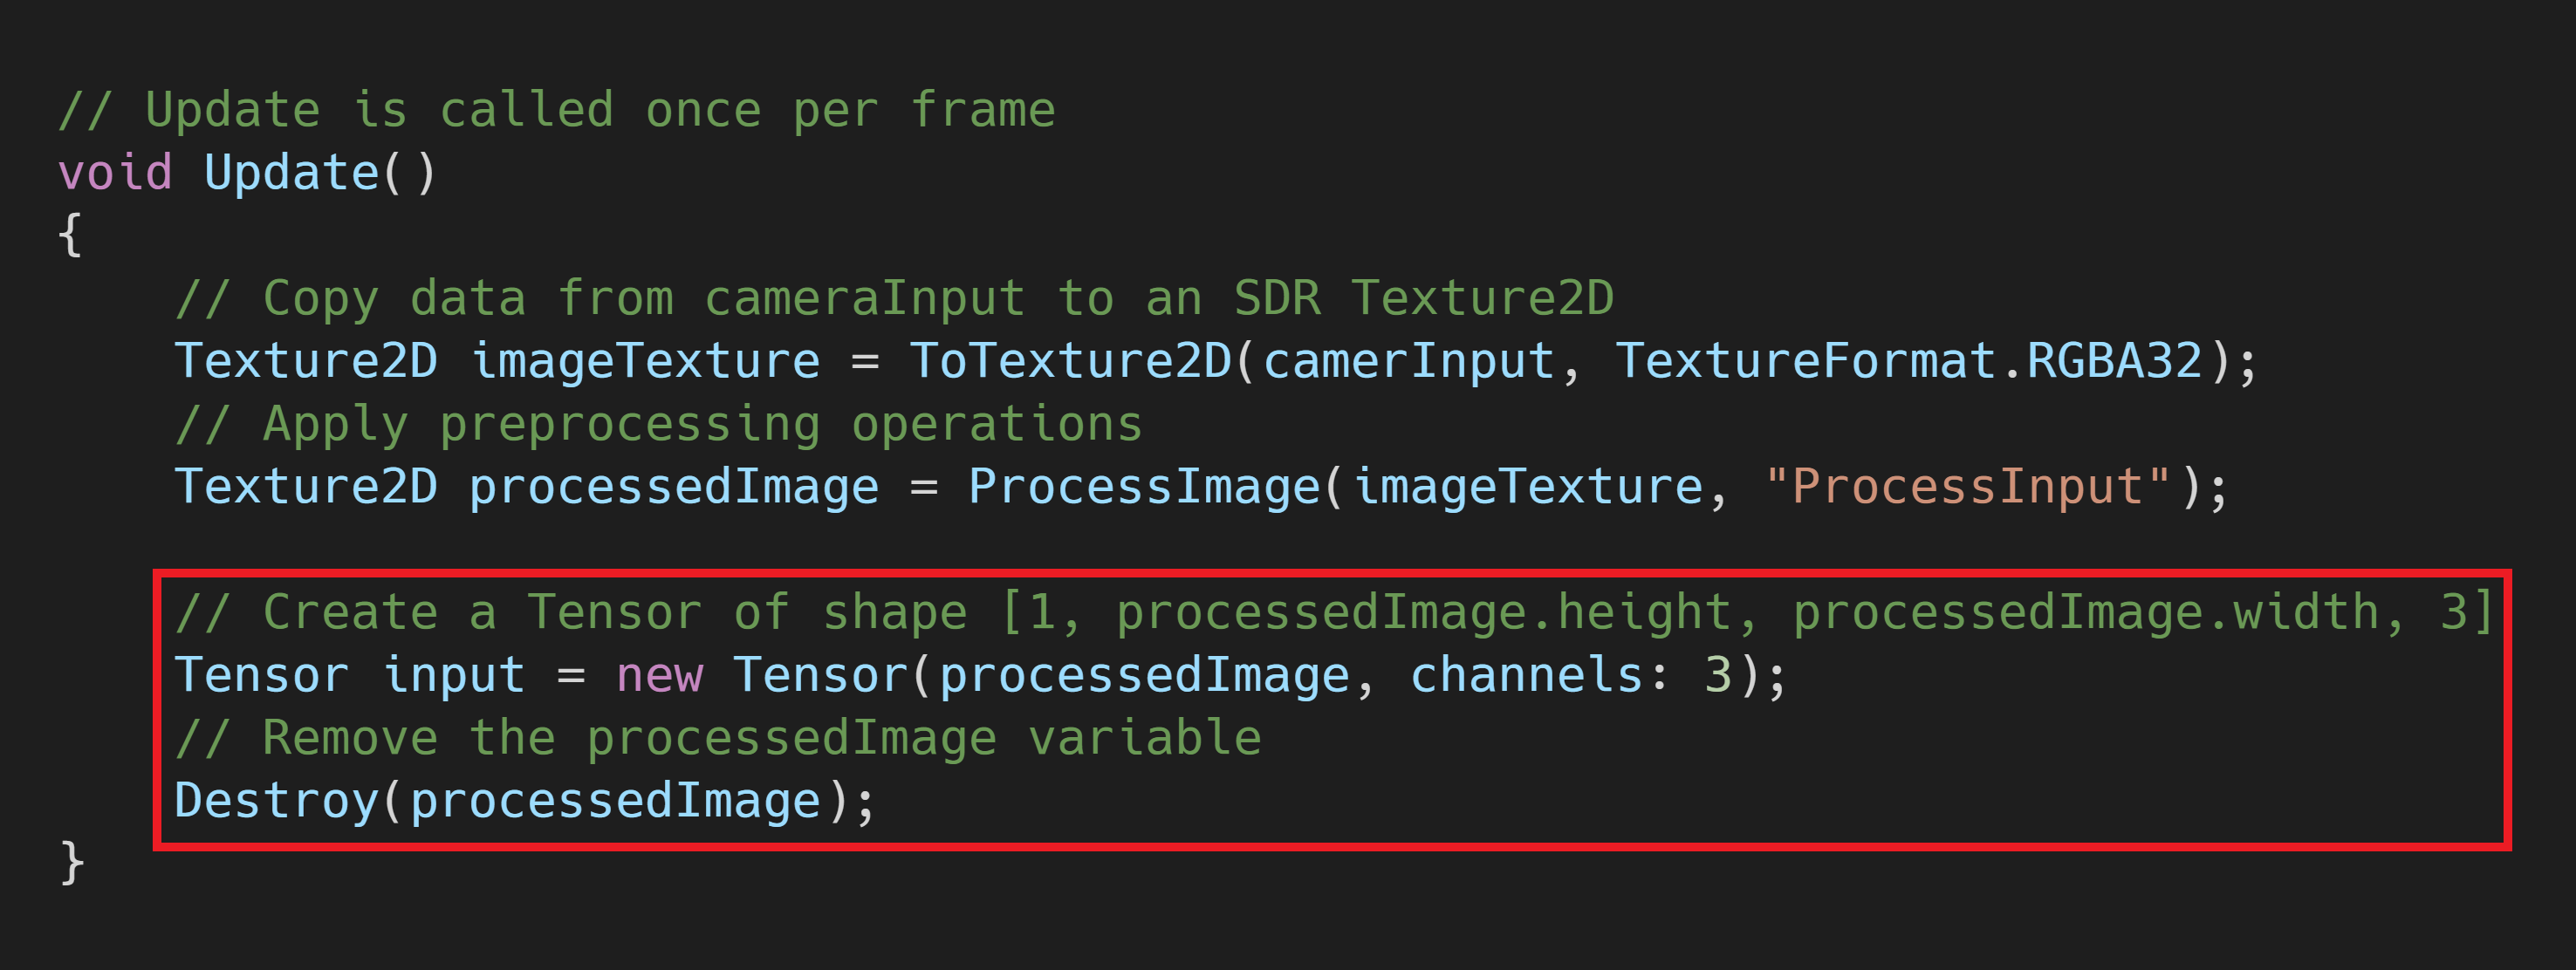 // Update is called once per frame
void Update()
{
    // Copy data from cameraInput to an SDR Texture2D
    Texture2D imageTexture = ToTexture2D(camerInput, TextureFormat.RGBA32);
    // Apply preprocessing operations
    Texture2D processedImage = ProcessImage(imageTexture, "ProcessInput");
    // Create a Tensor of shape [1, processedImage.height, processedImage.width, 3]
    Tensor input = new Tensor(processedImage, channels: 3);
    // Remove the processedImage variable
    Destroy(processedImage);
}